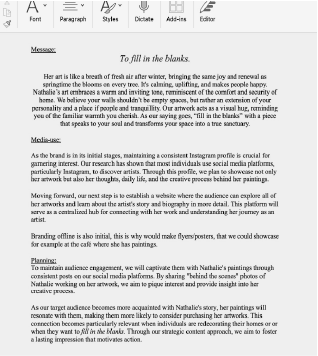 Font
Paragraph
Styles
Dictate
Add-ins
Editor
Message:
To fill in the blanks.
Her art is like a breath of fresh air after winter, bringing the same joy and renewal as
springtime the blooms on every tree. It's calming, uplifting, and makes people happy.
Nathalie's art embraces a warm and inviting tone, reminiscent of the comfort and security of
home. We believe your walls shouldn't be empty spaces, but rather an extension of your
personality and a place if people and tranquility. Our artwork acts as a visual hug, reminding
you of the familiar warmth you cherish. As our saying goes, "fill in the blanks" with a piece
that speaks to your soul and transforms your space into a true sanctuary.
Media-use:
As the brand is in its initial stages, maintaining a consistent Instagram profile is crucial for
garnering interest. Our research has shown that most individuals use social media platforms,
particularly Instagram, to discover artists. Through this profile, we plan to showcase not only
her artwork but also her thoughts, daily life, and the creative process behind her paintings.
Moving forward, our next step is to establish a website where the audience can explore all of
her artworks and learn about the artist's story and biography in more detail. This platform will
serve as a centralized hub for connecting with her work and understanding her journey as an
artist.
Branding offline is also initial, this is why would make flyers/posters, that we could showcase
for example at the café where she has paintings.
Planning:
To maintain audience engagement, we will captivate them with Nathalie's paintings through
consistent posts on our social media platforms. By sharing "behind the scenes" photos of
Nathalie working on her artwork, we aim to pique interest and provide insight into her
creative process.
As our target audience becomes more acquainted with Nathalie's story, her paintings will
resonate with them, making them more likely to consider purchasing her artworks. This
connection becomes particularly relevant when individuals are redecorating their homes or or
when they want to fill in the blanks. Through our strategic content approach, we aim to foster
a lasting impression that motivates action.